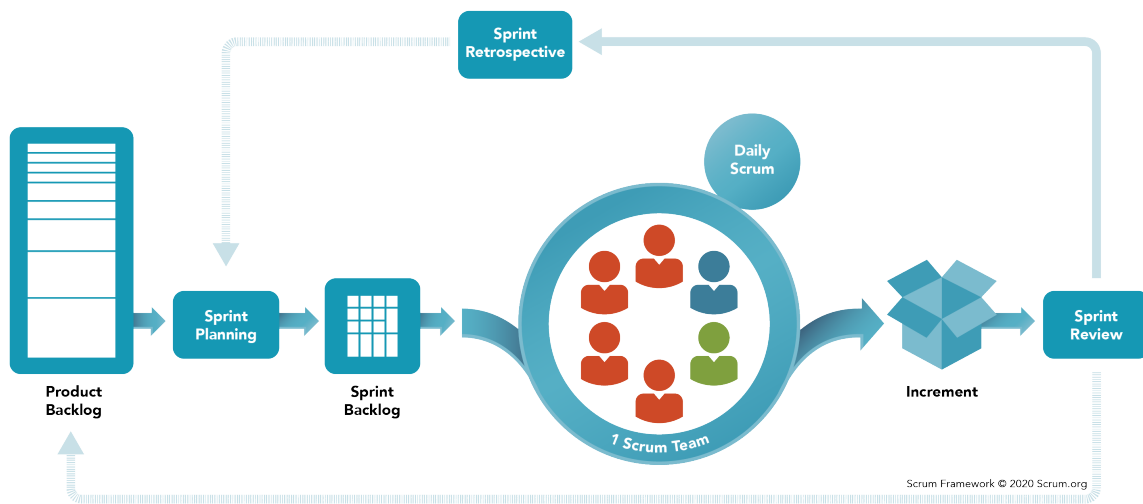 Sprint
Retrospective
Daily
Scrum
Sprint
Planning
Sprint
Review
Product
Backlog
Sprint
Backlog
Increment
1 Scrum Team
Scrum Framework © 2020 Scrum.org